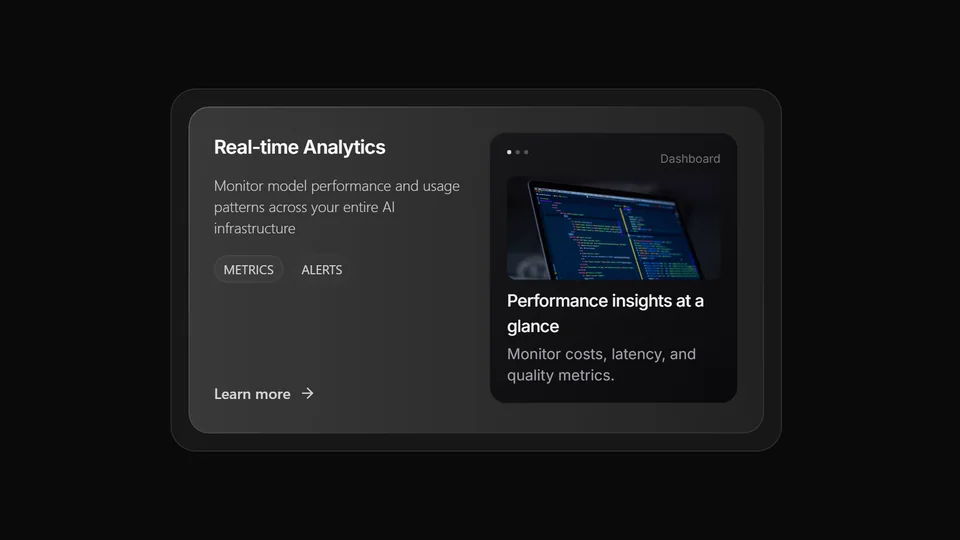 Real-time Analytics
Monitor model performance and usage
patterns across your entire AI
infrastructure
METRICS ALERTS
Learn more →
Dashboard
Performance insights at a
glance
Monitor costs, latency, and
quality metrics.